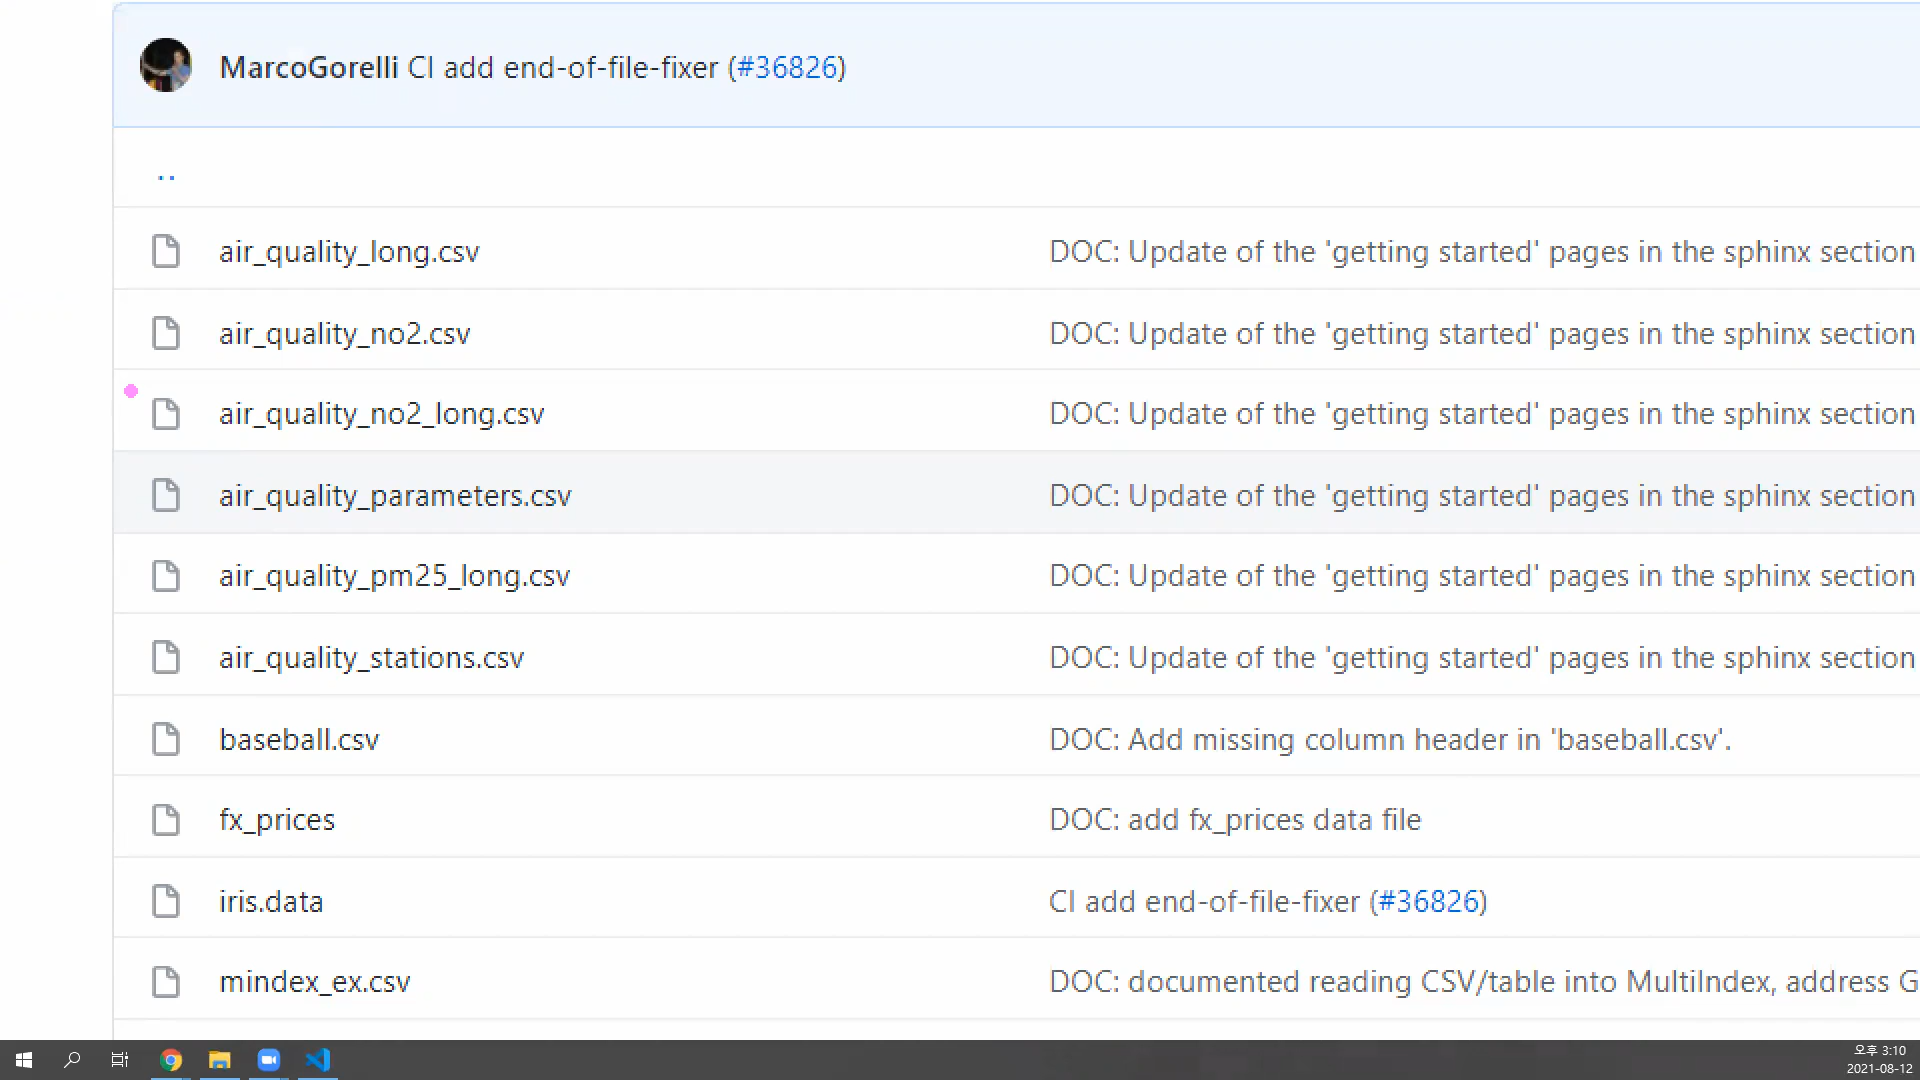 MarcoGorelli CI add end-of-file-fixer (#36826)
..
air_quality_long.csv DOC: Update of the 'getting started' pages in the sphinx section
air_quality_no2.csv DOC: Update of the 'getting started' pages in the sphinx section
air_quality_no2_long.csv DOC: Update of the 'getting started' pages in the sphinx section
air_quality_parameters.csv DOC: Update of the 'getting started' pages in the sphinx section
air_quality_pm25_long.csv DOC: Update of the 'getting started' pages in the sphinx section
air_quality_stations.csv DOC: Update of the 'getting started' pages in the sphinx section
baseball.csv DOC: Add missing column header in 'baseball.csv'.
fx_prices DOC: add fx_prices data file
iris.data CI add end-of-file-fixer (#36826)
mindex_ex.csv DOC: documented reading CSV/table into MultiIndex, address G
오후 3:10
2021-08-12